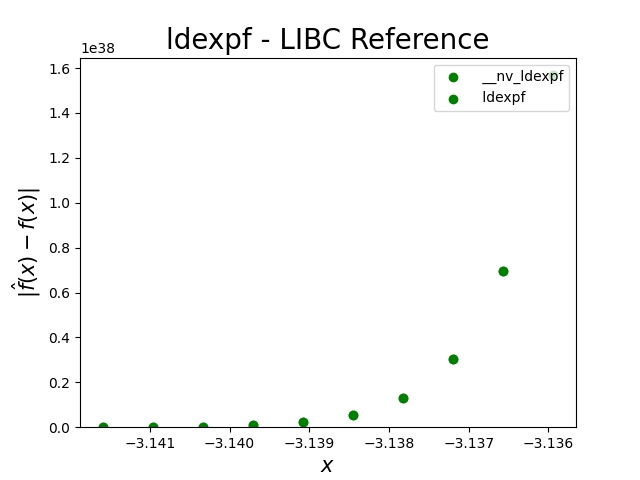 ldexpf - LIBC Reference
1e38
1.6
1.4
1.2
1.0
0.8
0.6
0.4
0.2
0.0
|f̂(x) − f(x)|
__nv_ldexpf
ldexpf
−3.141 −3.140 −3.139 −3.138 −3.137 −3.136
x